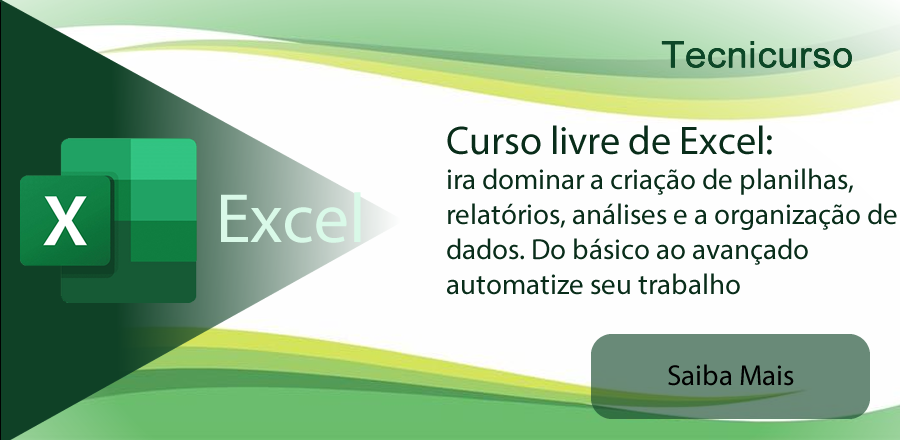 Tecnicurso
Curso livre de Excel:
ira dominar a criação de planilhas,
relatórios, análises e a organização de
dados. Do básico ao avançado
automatize seu trabalho
X
Excel
Saiba Mais